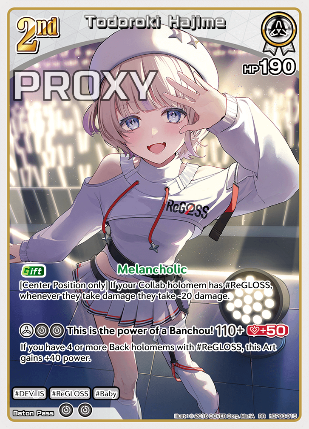 2nd
Todoroki Hajime
HP190
PROXY
ReGLOSS
Gift
Melancholic
[Center Position only] If your Collab holomem has #ReGLOSS,
whenever they take damage they take -20 damage.
This is the power of a Banchou! 110+ +50
If you have 4 or more Back holomems with #ReGLOSS, this Art
gains +40 power.
#DEV_IS #ReGLOSS #Baby
Baton Pass